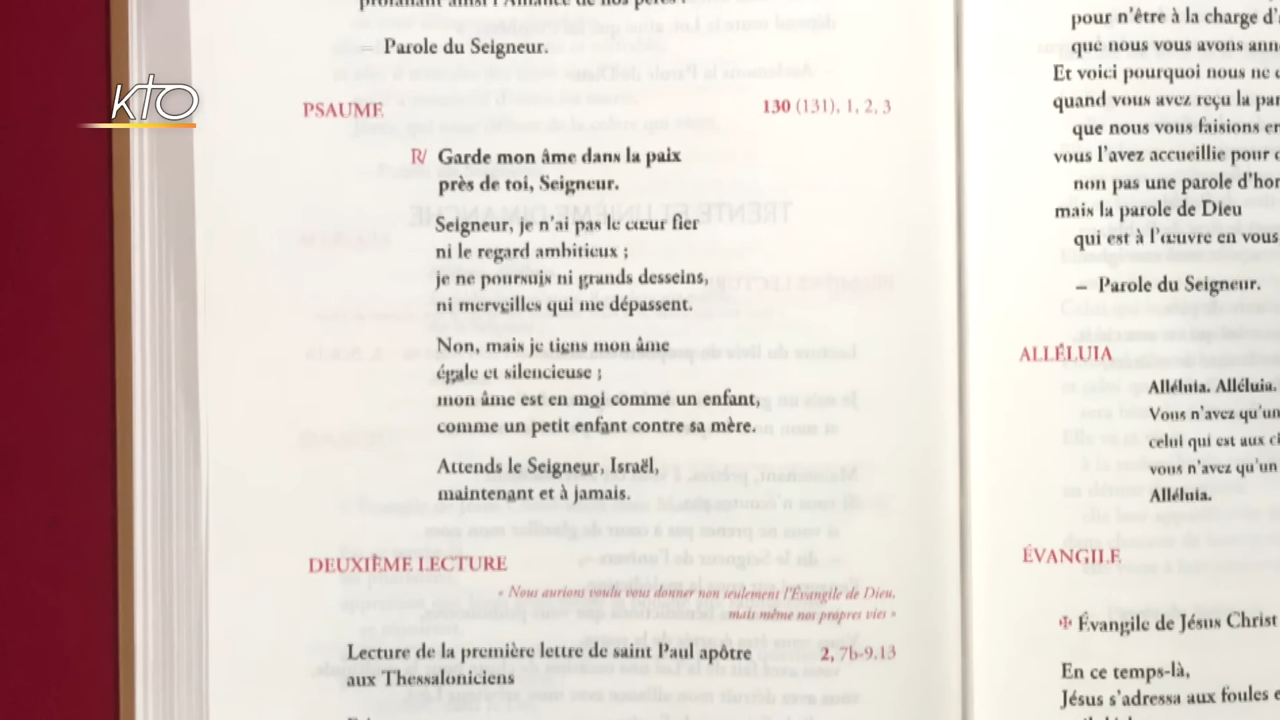 KTO
profanant ainsi l'Alliance de nos pères ?
– Parole du Seigneur.
PSAUME 130 (131), 1, 2, 3
R/ Garde mon âme dans la paix
près de toi, Seigneur.
Seigneur, je n'ai pas le cœur fier
ni le regard ambitieux ;
je ne poursuis ni grands desseins,
ni merveilles qui me dépassent.
Non, mais je tiens mon âme
égale et silencieuse ;
mon âme est en moi comme un enfant,
comme un petit enfant contre sa mère.
Attends le Seigneur, Israël,
maintenant et à jamais.
DEUXIÈME LECTURE
« Nous aurions voulu vous donner non seulement l'Évangile de Dieu,
mais même nos propres vies »
Lecture de la première lettre de saint Paul apôtre 2, 7b-9.13
aux Thessaloniciens
pour n'être à la charge d'
que nous vous avons ann
Et voici pourquoi nous ne c
quand vous avez reçu la par
que nous vous faisions en
vous l'avez accueillie pour c
non pas une parole d'hon
mais la parole de Dieu
qui est à l'œuvre en vous
– Parole du Seigneur.
ALLÉLUIA
Alléluia. Alléluia.
Vous n'avez qu'un
celui qui est aux c
vous n'avez qu'un
Alléluia.
ÉVANGILE
✠ Évangile de Jésus Christ
En ce temps-là,
Jésus s'adressa aux foules e